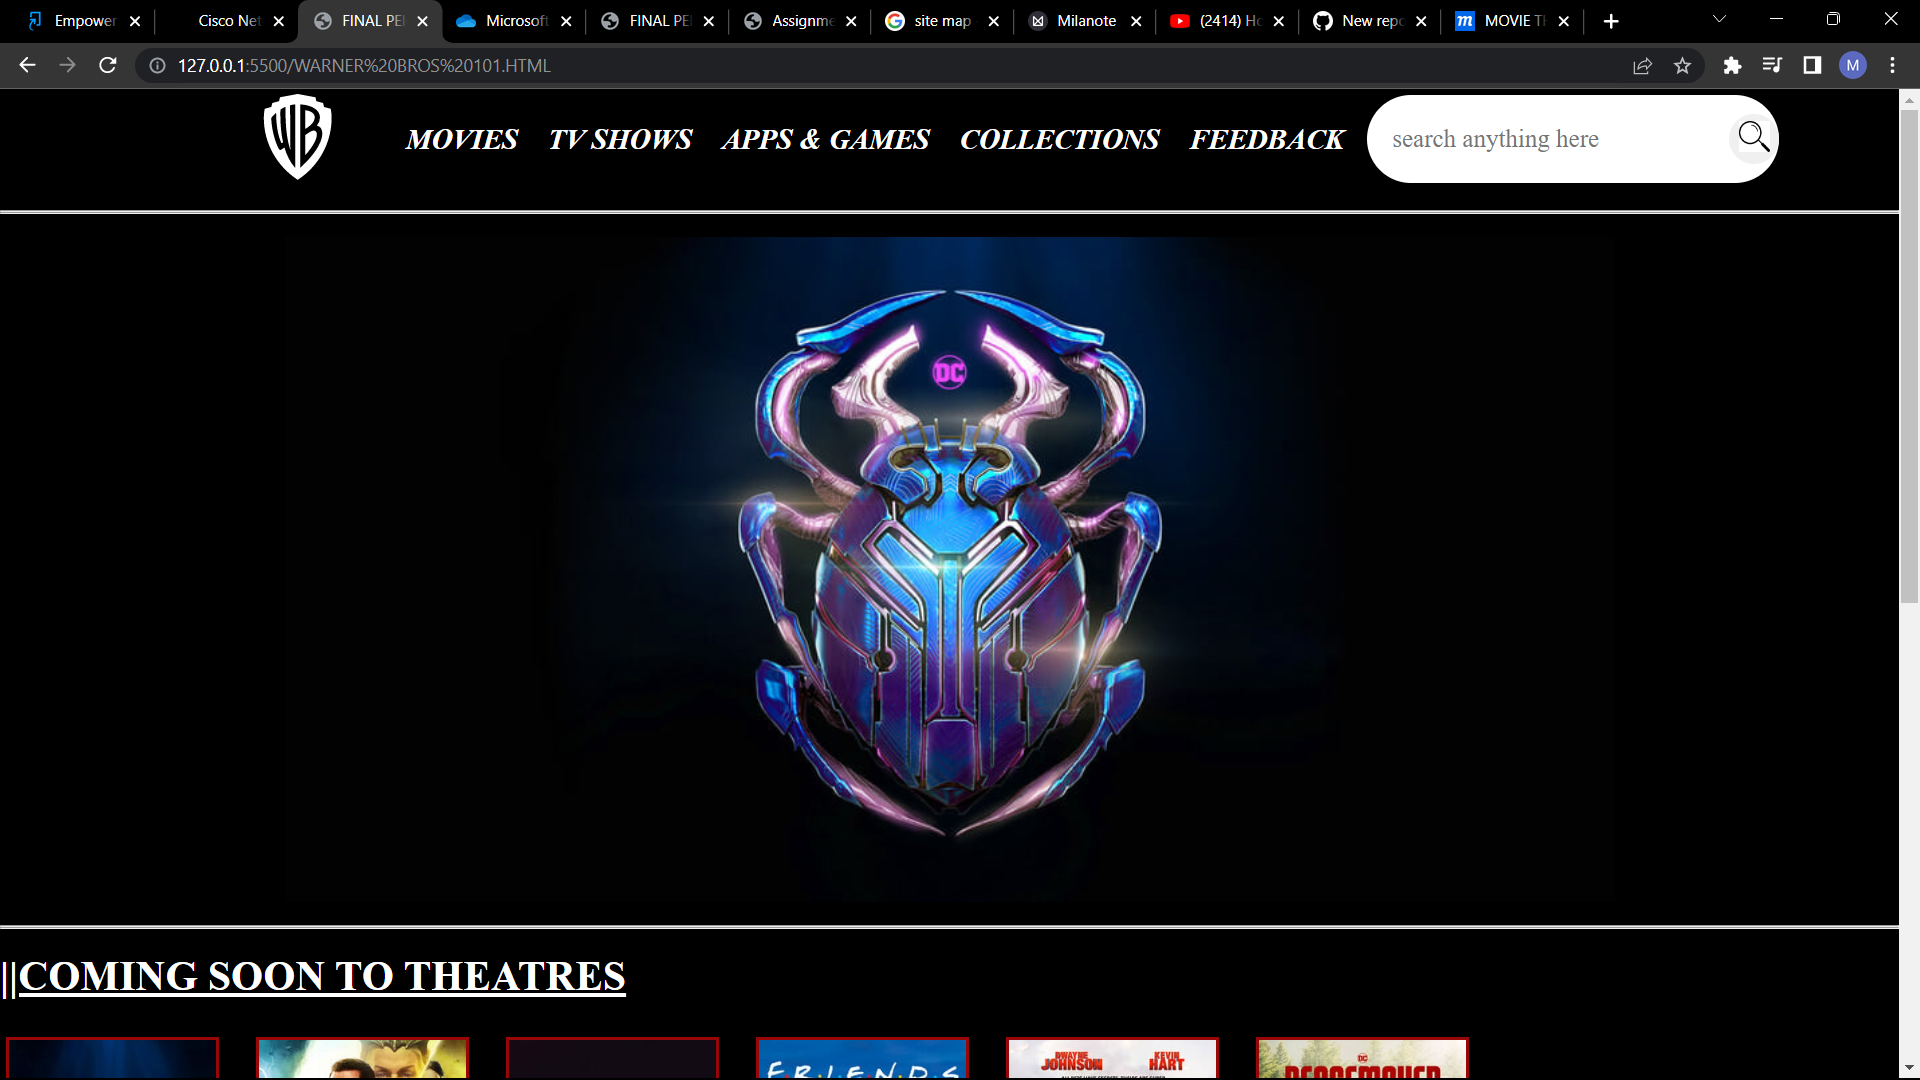 Empower
Cisco Net
FINAL PE
Microsoft
FINAL PE
Assignme
site map
Milanote
(2414) Ho
New repo
MOVIE T
127.0.0.1:5500/WARNER%20BROS%20101.HTML
M
WB
MOVIES
TV SHOWS
APPS & GAMES
COLLECTIONS
FEEDBACK
search anything here
DC
||COMING SOON TO THEATRES
F.R.I.E.N.D.S
DWAYNE JOHNSON
KEVIN HART
DC
PEACEMAKER